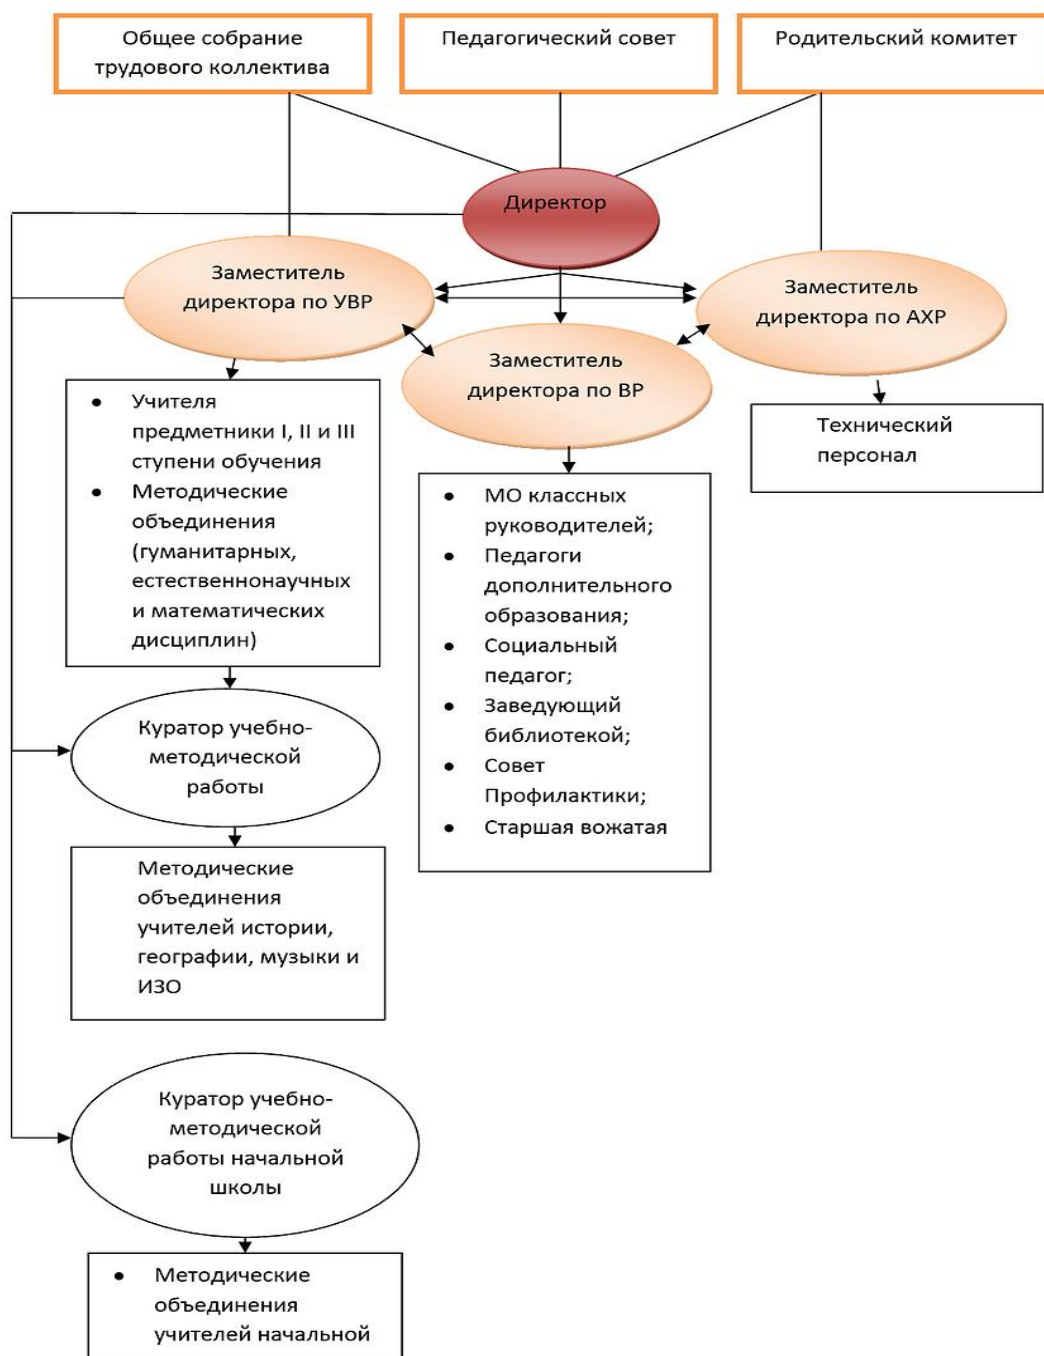 Общее собрание
трудового коллектива
Педагогический совет
Родительский комитет
Директор
Заместитель
директора по УВР
Заместитель
директора по АХР
Заместитель
директора по ВР
• Учителя
предметники I, II и III
ступени обучения
• Методические
объединения
(гуманитарных,
естественнонаучных
и математических
дисциплин)
• МО классных
руководителей;
• Педагоги
дополнительного
образования;
• Социальный
педагог;
• Заведующий
библиотекой;
• Совет
Профилактики;
• Старшая вожатая
Технический
персонал
Куратор учебно-
методической
работы
Методические
объединения
учителей истории,
географии, музыки и
ИЗО
Куратор учебно-
методической
работы начальной
школы
• Методические
объединения
учителей начальной